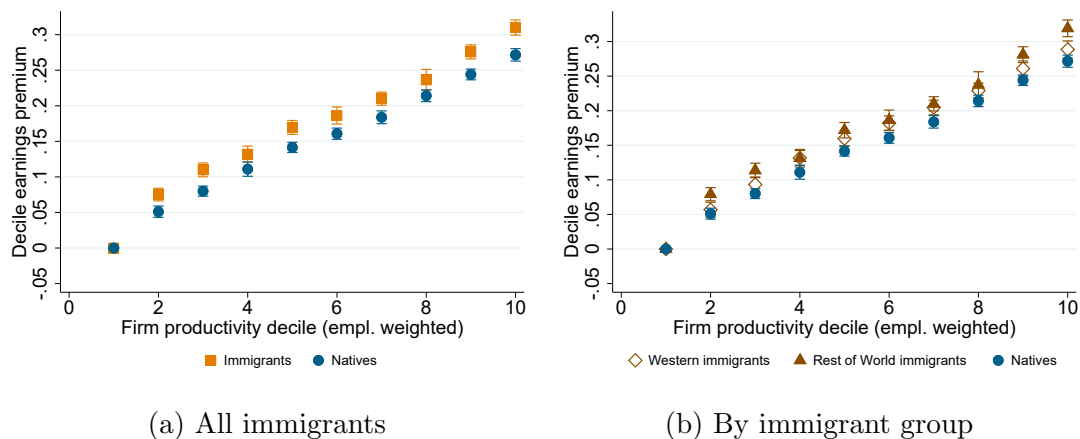 Decile earnings premium
.3
.25
.2
.15
.1
.05
0
-.05
0 2 4 6 8 10
Firm productivity decile (empl. weighted)
Immigrants Natives
(a) All immigrants
Decile earnings premium
.3
.25
.2
.15
.1
.05
0
-.05
0 2 4 6 8 10
Firm productivity decile (empl. weighted)
Western immigrants Rest of World immigrants Natives
(b) By immigrant group